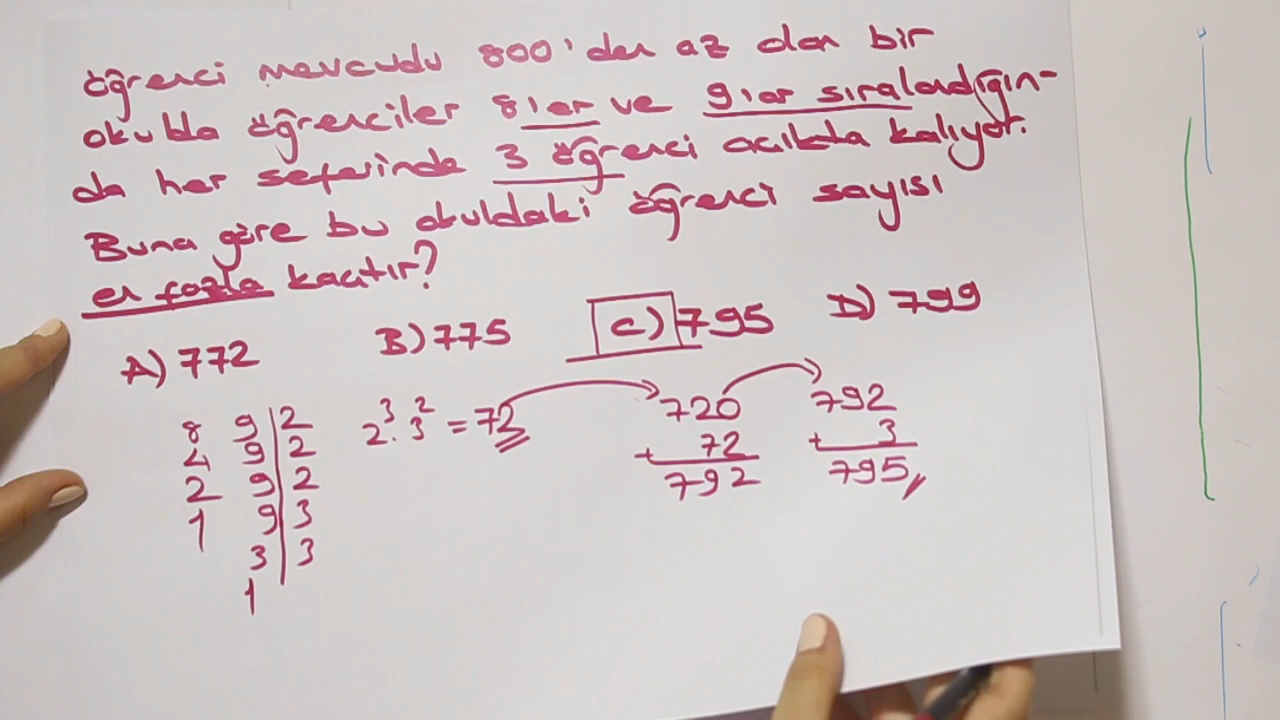 öğrenci mevcudu 800'den az olan bir
okulda öğrenciler 8'er ve 9'ar sıralandığın-
da her seferinde 3 öğrenci açıkta kalıyor.
Buna göre bu okuldaki öğrenci sayısı
en fazla kaçtır?
A) 772 B) 775 C) 795 D) 799
8 9 | 2
4 9 | 2
2 9 | 2
1 9 | 3
3 | 3
1
2³. 3² = 72
720
+ 72
792
792
+ 3
795